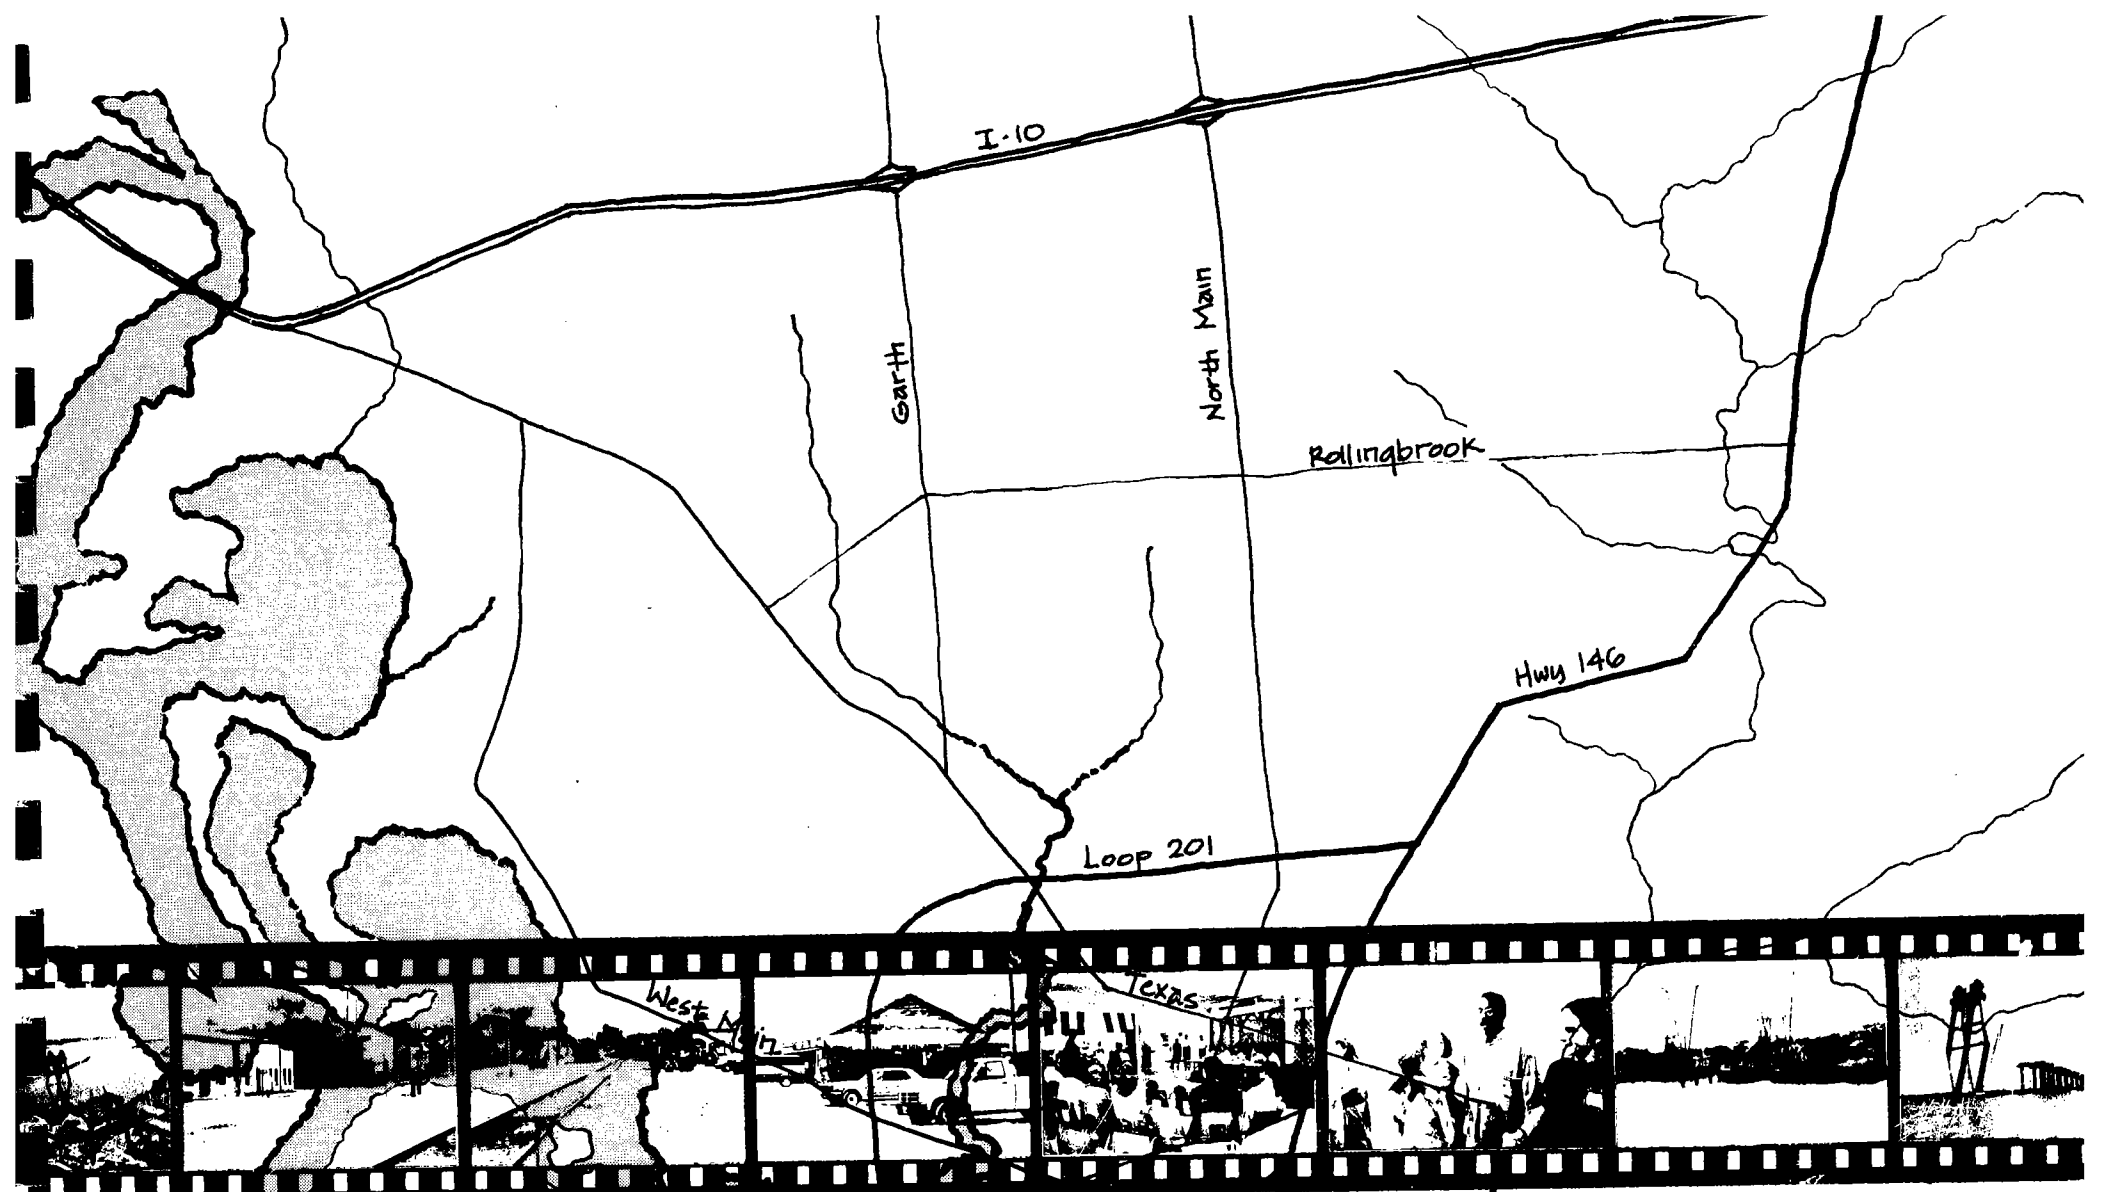 I-10
North Main
Garth
Rollingbrook
Hwy 146
Loop 201
West Main
Texas